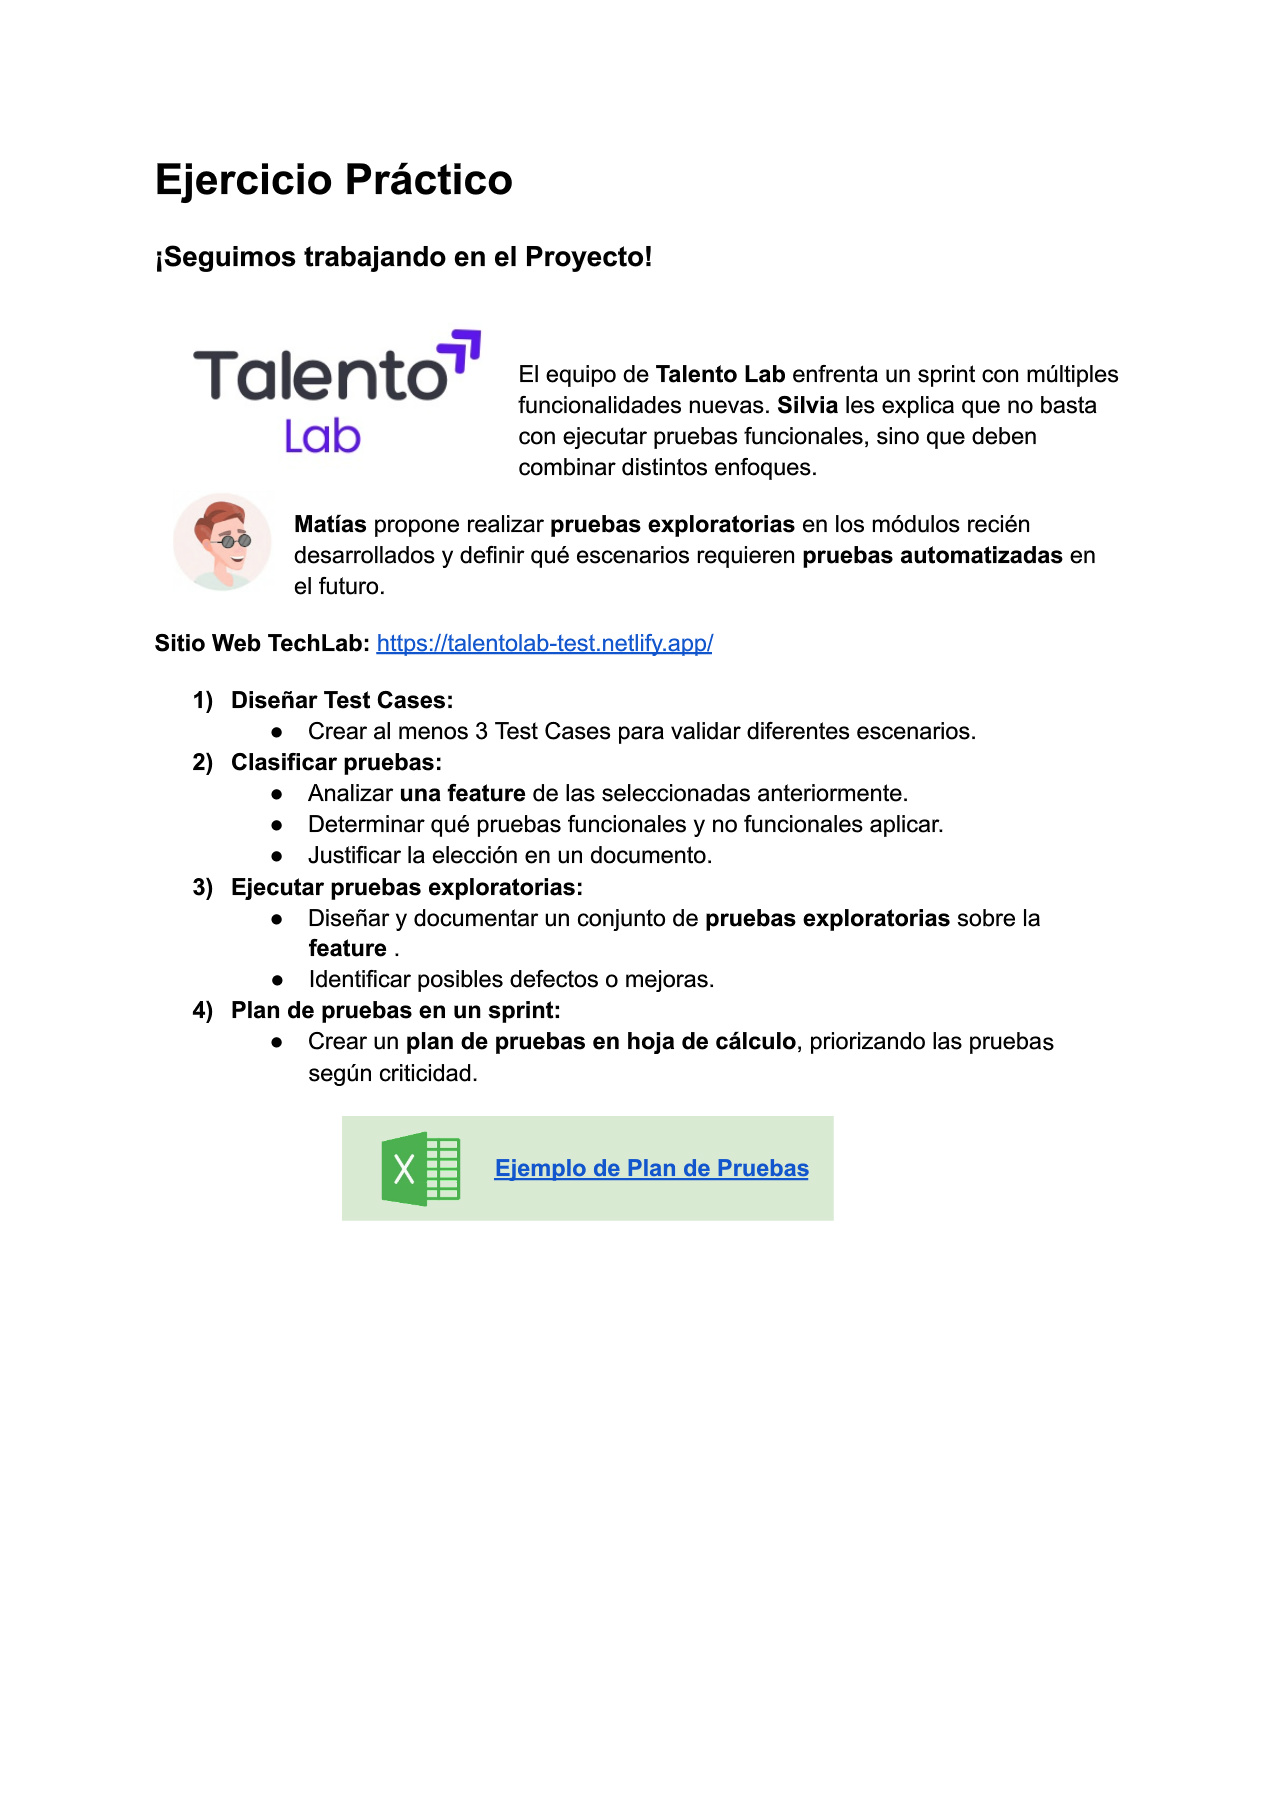 Ejercicio Práctico
¡Seguimos trabajando en el Proyecto!
Talento
Lab
El equipo de Talento Lab enfrenta un sprint con múltiples
funcionalidades nuevas. Silvia les explica que no basta
con ejecutar pruebas funcionales, sino que deben
combinar distintos enfoques.
Matías propone realizar pruebas exploratorias en los módulos recién
desarrollados y definir qué escenarios requieren pruebas automatizadas en
el futuro.
Sitio Web TechLab: https://talentolab-test.netlify.app/
1) Diseñar Test Cases:
● Crear al menos 3 Test Cases para validar diferentes escenarios.
2) Clasificar pruebas:
● Analizar una feature de las seleccionadas anteriormente.
● Determinar qué pruebas funcionales y no funcionales aplicar.
● Justificar la elección en un documento.
3) Ejecutar pruebas exploratorias:
● Diseñar y documentar un conjunto de pruebas exploratorias sobre la
feature .
● Identificar posibles defectos o mejoras.
4) Plan de pruebas en un sprint:
● Crear un plan de pruebas en hoja de cálculo, priorizando las pruebas
según criticidad.
X
Ejemplo de Plan de Pruebas